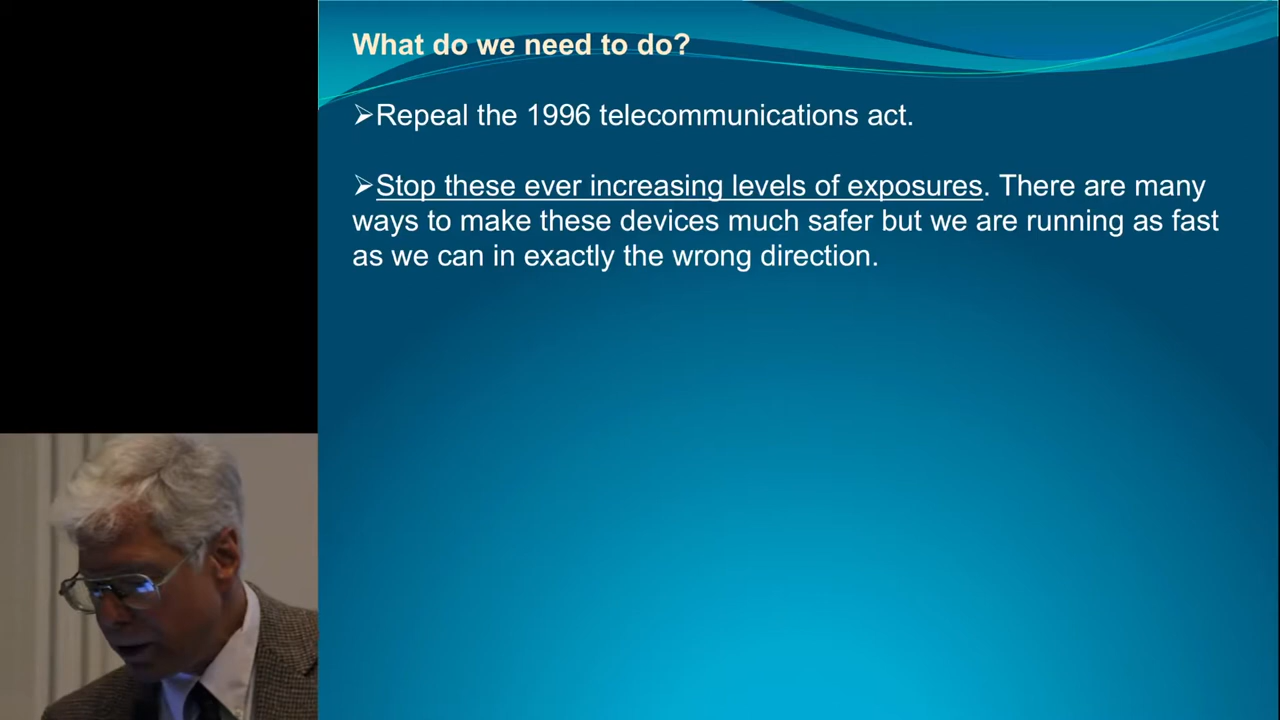 What do we need to do?
➢Repeal the 1996 telecommunications act.
➢Stop these ever increasing levels of exposures. There are many
ways to make these devices much safer but we are running as fast
as we can in exactly the wrong direction.